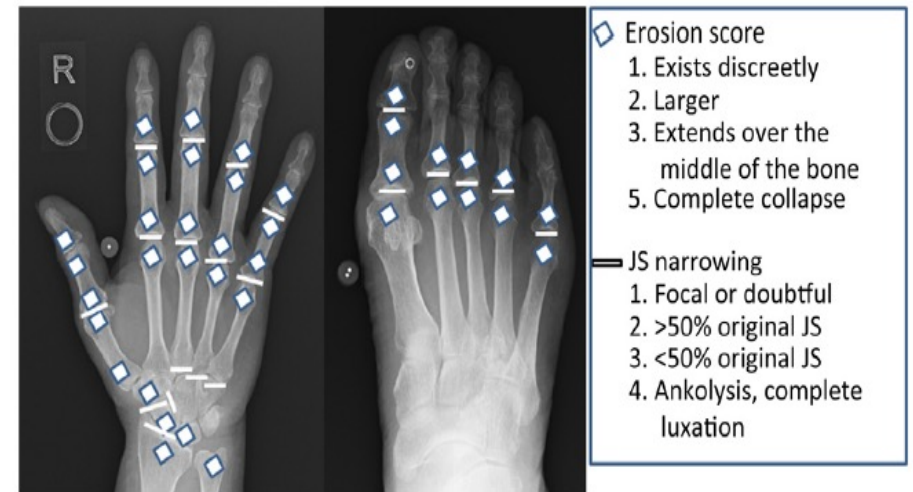 R
Erosion score
1. Exists discreetly
2. Larger
3. Extends over the
middle of the bone
5. Complete collapse
JS narrowing
1. Focal or doubtful
2. >50% original JS
3. <50% original JS
4. Ankolysis, complete
luxation